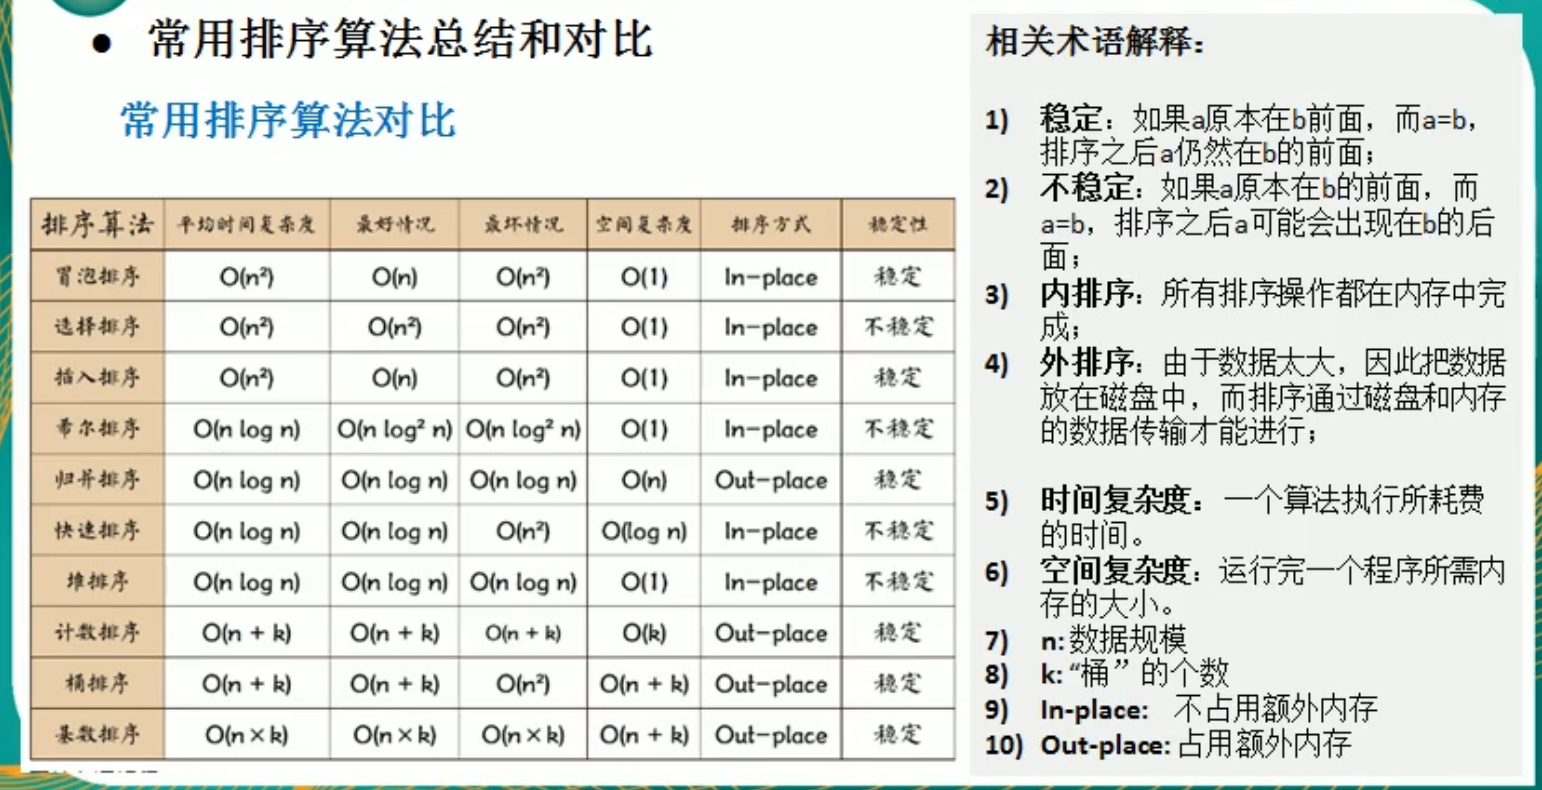 ● 常用排序算法总结和对比
常用排序算法对比
排序算法 平均时间复杂度 最好情况 最坏情况 空间复杂度 排序方式 稳定性
冒泡排序 O(n²) O(n) O(n²) O(1) In-place 稳定
选择排序 O(n²) O(n²) O(n²) O(1) In-place 不稳定
插入排序 O(n²) O(n) O(n²) O(1) In-place 稳定
希尔排序 O(n log n) O(n log² n) O(n log² n) O(1) In-place 不稳定
归并排序 O(n log n) O(n log n) O(n log n) O(n) Out-place 稳定
快速排序 O(n log n) O(n log n) O(n²) O(log n) In-place 不稳定
堆排序 O(n log n) O(n log n) O(n log n) O(1) In-place 不稳定
计数排序 O(n + k) O(n + k) O(n + k) O(k) Out-place 稳定
桶排序 O(n + k) O(n + k) O(n²) O(n + k) Out-place 稳定
基数排序 O(n×k) O(n×k) O(n×k) O(n + k) Out-place 稳定
相关术语解释:
1) 稳定：如果a原本在b前面，而a=b，
排序之后a仍然在b的前面；
2) 不稳定：如果a原本在b的前面，而
a=b，排序之后a可能会出现在b的后
面；
3) 内排序：所有排序操作都在内存中完
成；
4) 外排序：由于数据太大，因此把数据
放在磁盘中，而排序通过磁盘和内存
的数据传输才能进行；
5) 时间复杂度：一个算法执行所耗费
的时间。
6) 空间复杂度：运行完一个程序所需内
存的大小。
7) n: 数据规模
8) k: “桶”的个数
9) In-place: 不占用额外内存
10) Out-place: 占用额外内存